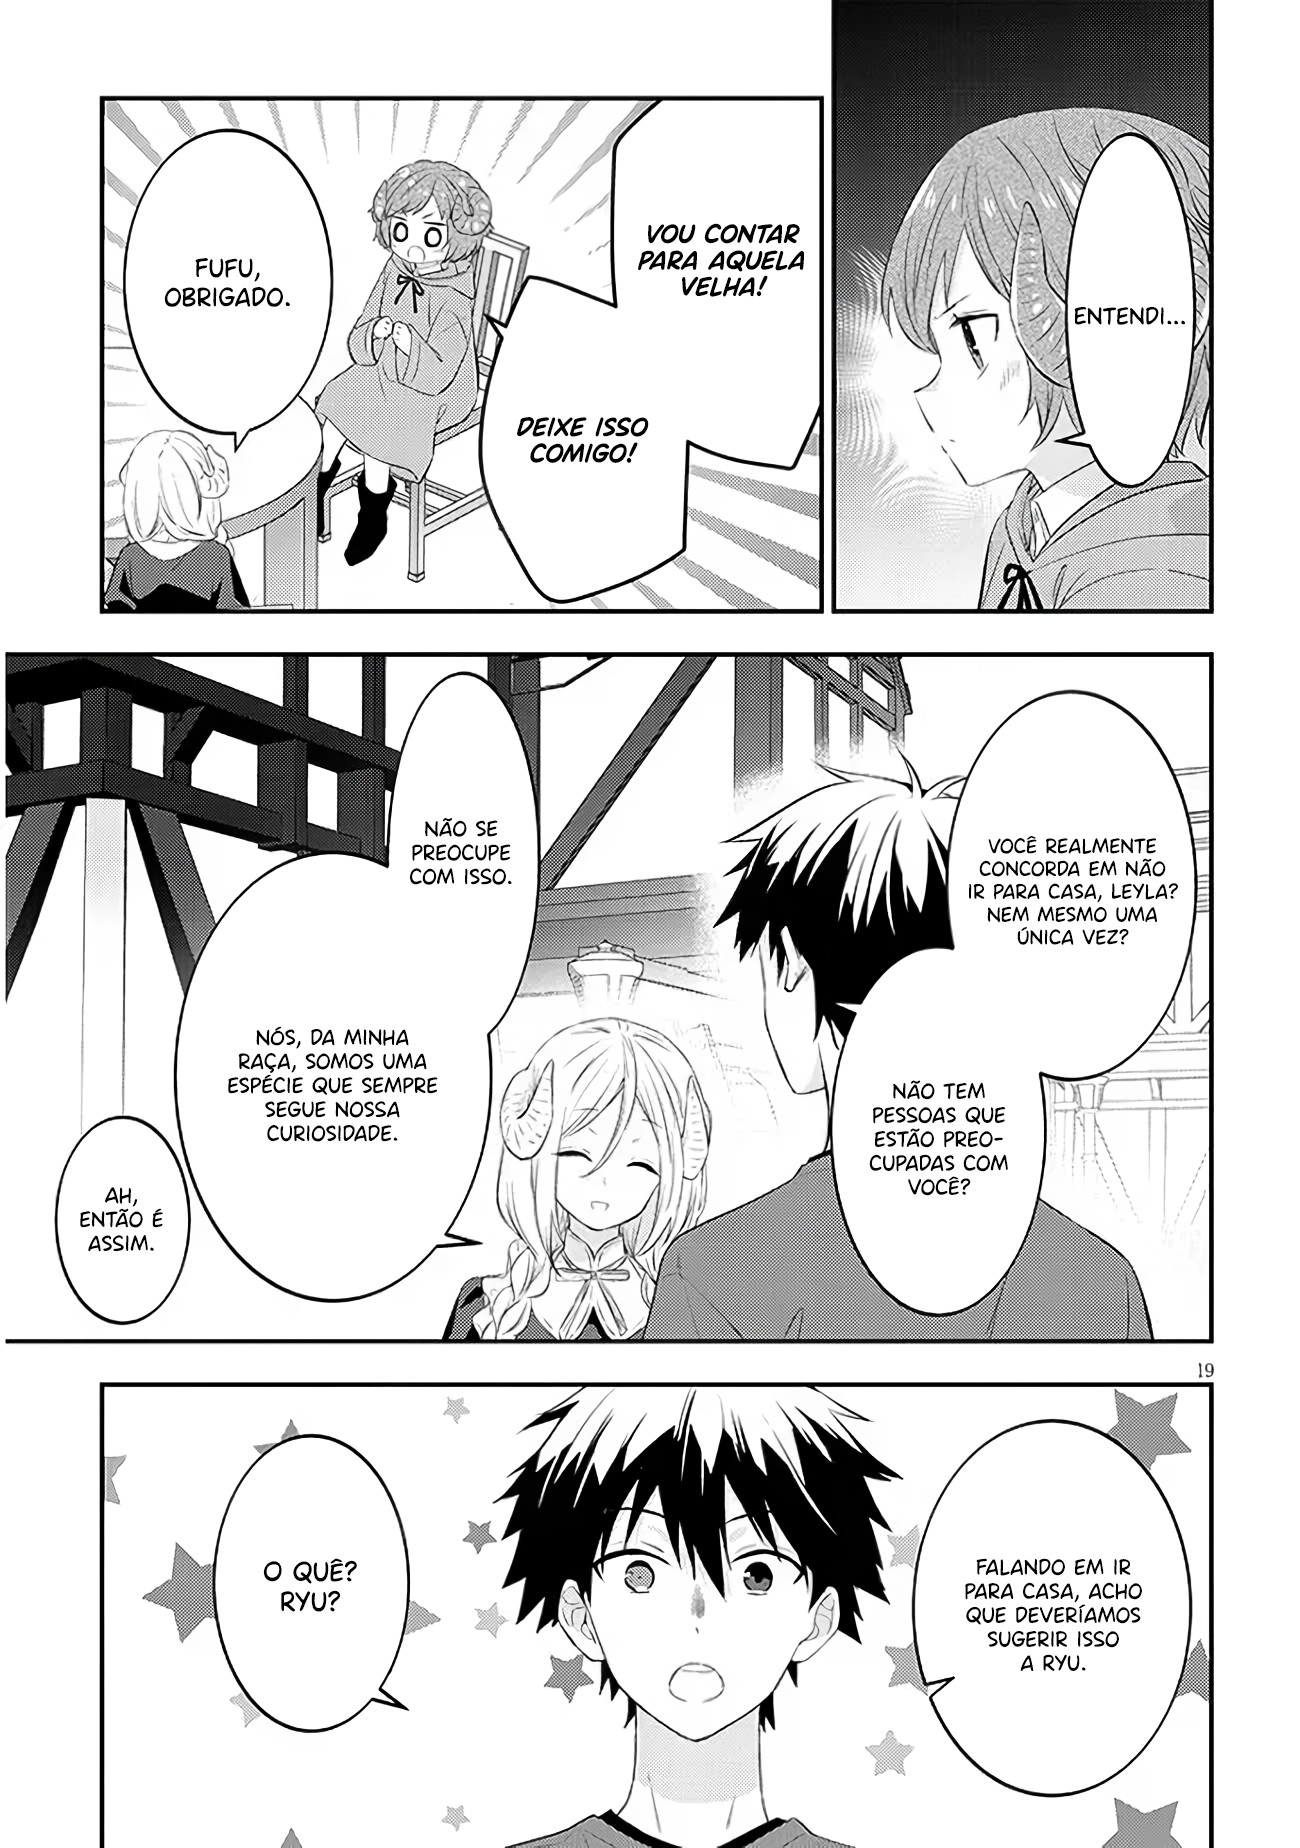 ENTENDI...
VOU CONTAR
PARA AQUELA
VELHA!
DEIXE ISSO
COMIGO!
FUFU,
OBRIGADO.
VOCÊ REALMENTE
CONCORDA EM NÃO
IR PARA CASA, LEYLA?
NEM MESMO UMA
ÚNICA VEZ?
NÃO TEM
PESSOAS QUE
ESTÃO PREO-
CUPADAS COM
VOCÊ?
NÃO SE
PREOCUPE
COM ISSO.
NÓS, DA MINHA
RAÇA, SOMOS UMA
ESPÉCIE QUE SEMPRE
SEGUE NOSSA
CURIOSIDADE.
AH,
ENTÃO É
ASSIM.
19
FALANDO EM IR
PARA CASA, ACHO
QUE DEVERÍAMOS
SUGERIR ISSO
A RYU.
O QUÊ?
RYU?